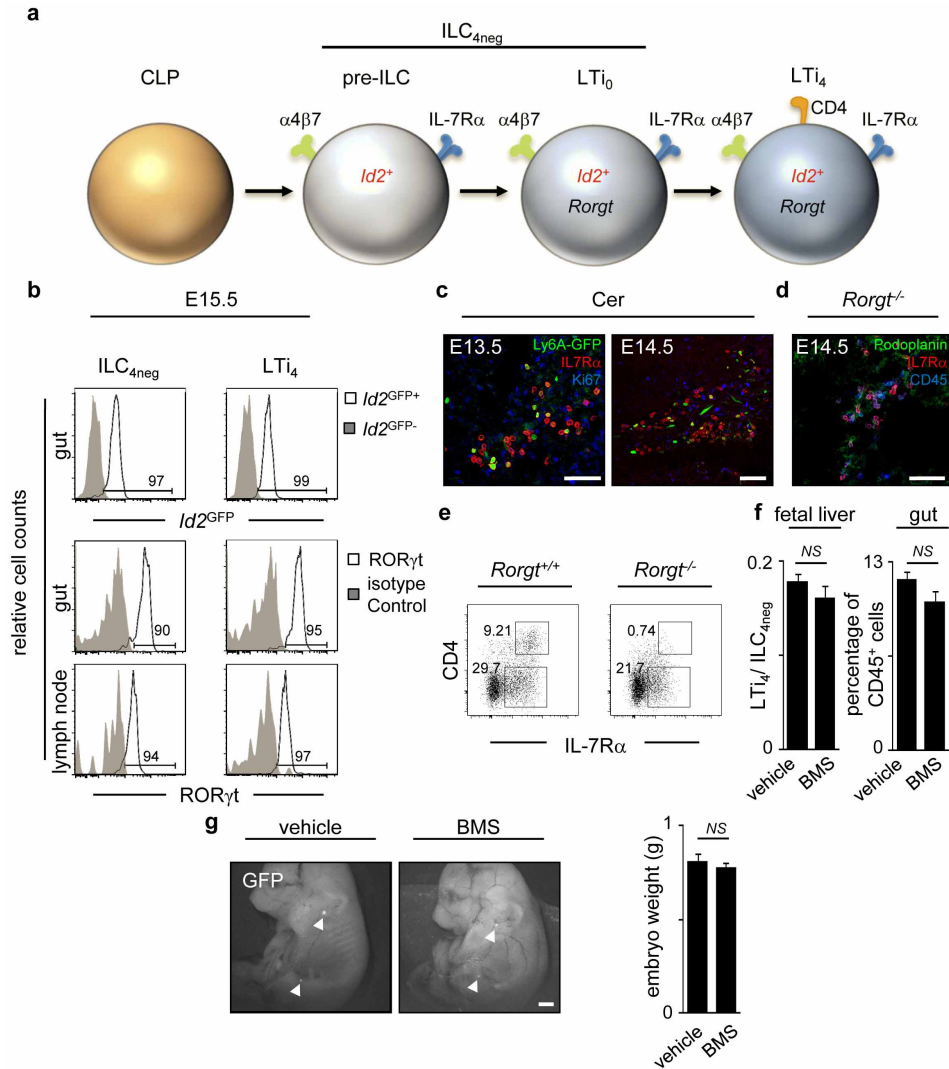 a
ILC4neg
CLP
pre-ILC
LTi0
LTi4
α4β7
IL-7Rα
α4β7
IL-7Rα
α4β7
CD4
IL-7Rα
Id2+
Id2+
Rorgt
Id2+
Rorgt
b
E15.5
ILC4neg
LTi4
relative cell counts
gut
97
99
Id2GFP+
Id2GFP-
Id2GFP
gut
90
95
RORγt
isotype
Control
lymph node
94
97
RORγt
c
Cer
E13.5
Ly6A-GFP
IL7Rα
Ki67
E14.5
d
Rorgt-/-
E14.5
Podoplanin
IL7Rα
CD45
e
Rorgt+/+
Rorgt-/-
CD4
9.21
29.7
0.74
21.7
IL-7Rα
f
fetal liver
gut
LTi4/ ILC4neg
0.2
NS
0
vehicle
BMS
percentage of
CD45+ cells
13
NS
0
vehicle
BMS
g
vehicle
BMS
GFP
embryo weight (g)
1
NS
0
vehicle
BMS